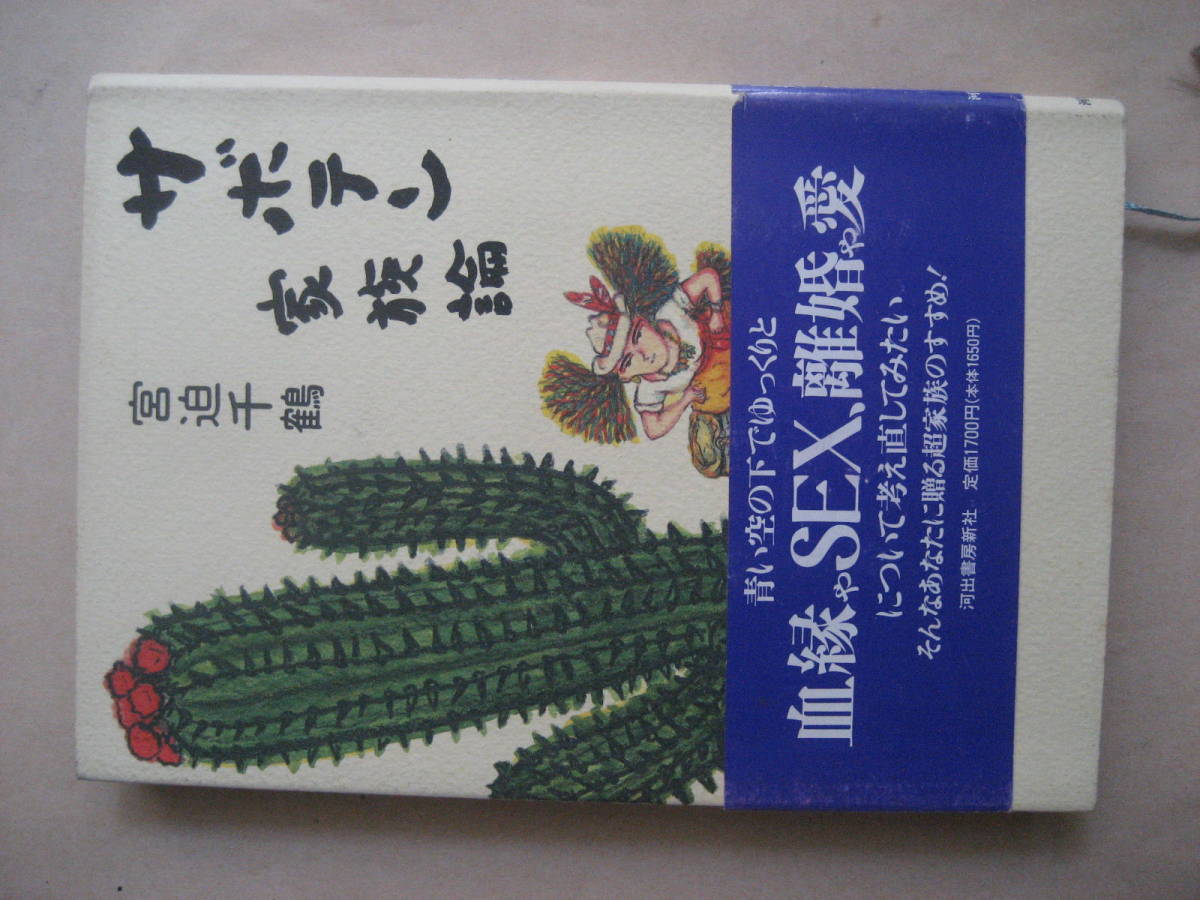 サボテン
家族論
宮迫千鶴
青い空の下でゆっくりと
血縁やSEX、離婚や愛
について考え直してみたい
そんなあなたに贈る超家族のすすめ!
河出書房新社 定価1700円(本体1650円)